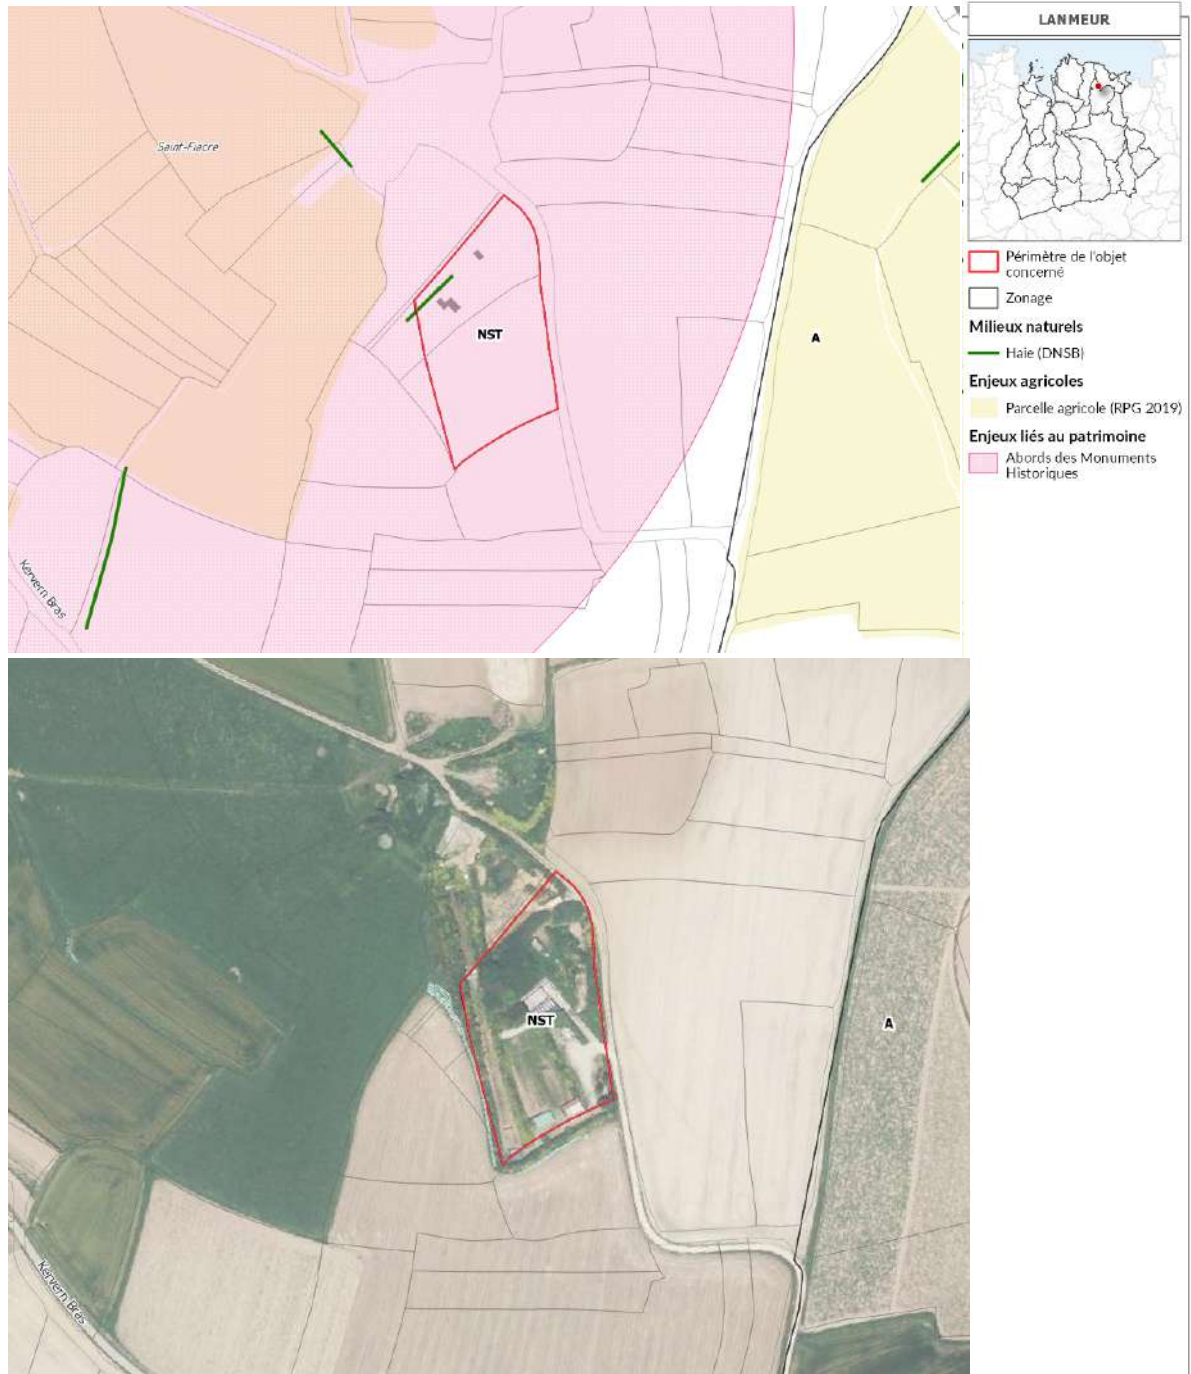 LANMEUR
Périmètre de l'objet
concerné
Zonage
Milieux naturels
Haie (DNSB)
Enjeux agricoles
Parcelle agricole (RPG 2019)
Enjeux liés au patrimoine
Abords des Monuments
Historiques
Saint-Fiacre
NST
A
Kervern Bras
NST
A
Kervern Bras